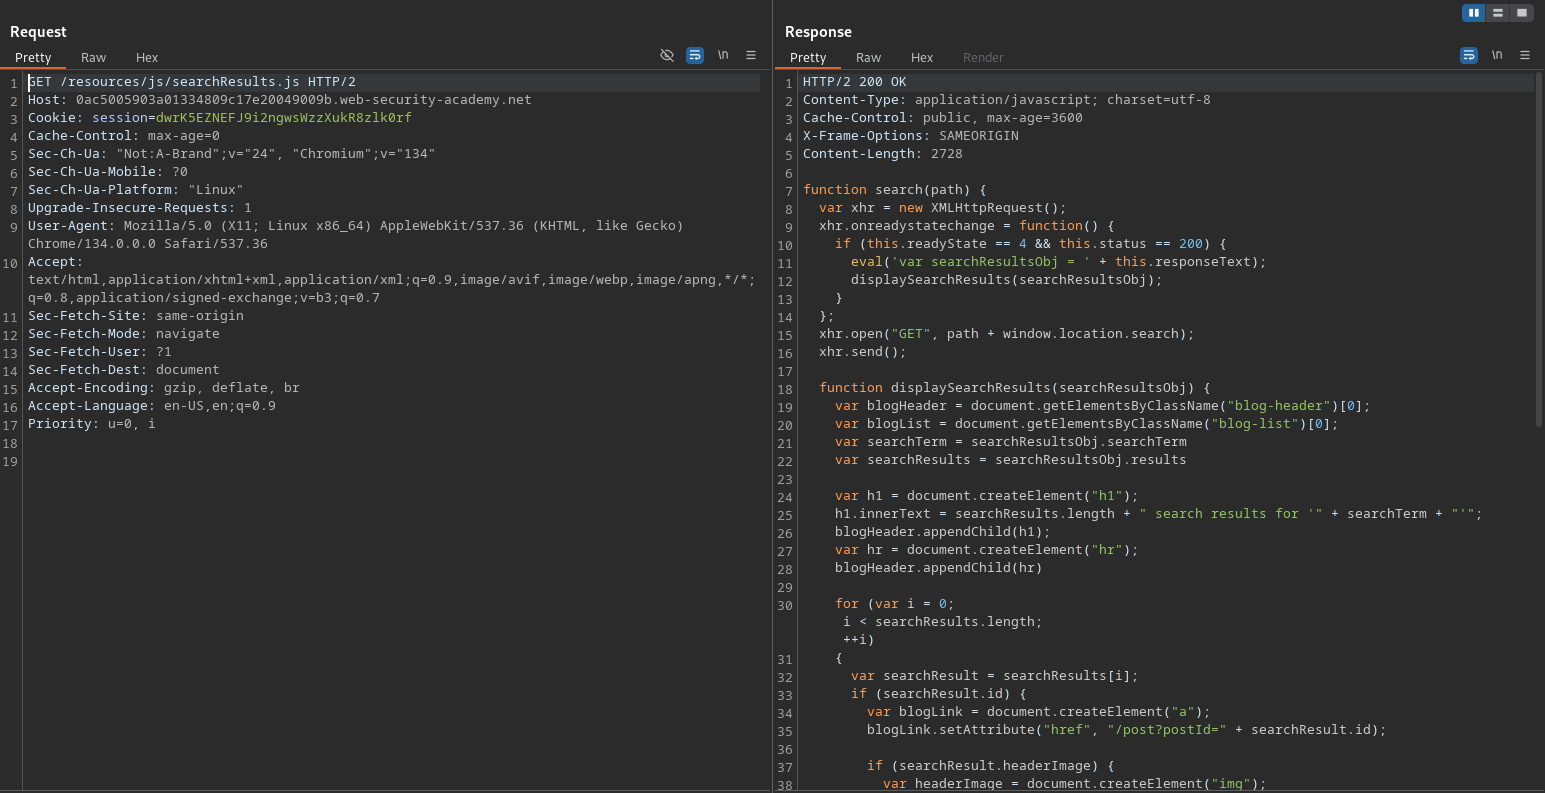 Request
Pretty Raw Hex
\n
1 GET /resources/js/searchResults.js HTTP/2
2 Host: 0ac5005903a01334809c17e20049009b.web-security-academy.net
3 Cookie: session=dwrK5EZNEFJ9i2ngwsWzzXukR8zlk0rf
4 Cache-Control: max-age=0
5 Sec-Ch-Ua: "Not:A-Brand";v="24", "Chromium";v="134"
6 Sec-Ch-Ua-Mobile: ?0
7 Sec-Ch-Ua-Platform: "Linux"
8 Upgrade-Insecure-Requests: 1
9 User-Agent: Mozilla/5.0 (X11; Linux x86_64) AppleWebKit/537.36 (KHTML, like Gecko)
Chrome/134.0.0.0 Safari/537.36
10 Accept:
text/html,application/xhtml+xml,application/xml;q=0.9,image/avif,image/webp,image/apng,*/*;
q=0.8,application/signed-exchange;v=b3;q=0.7
11 Sec-Fetch-Site: same-origin
12 Sec-Fetch-Mode: navigate
13 Sec-Fetch-User: ?1
14 Sec-Fetch-Dest: document
15 Accept-Encoding: gzip, deflate, br
16 Accept-Language: en-US,en;q=0.9
17 Priority: u=0, i
18
19
Response
Pretty Raw Hex Render
\n
1 HTTP/2 200 OK
2 Content-Type: application/javascript; charset=utf-8
3 Cache-Control: public, max-age=3600
4 X-Frame-Options: SAMEORIGIN
5 Content-Length: 2728
6
7 function search(path) {
8 var xhr = new XMLHttpRequest();
9 xhr.onreadystatechange = function() {
10 if (this.readyState == 4 && this.status == 200) {
11 eval('var searchResultsObj = ' + this.responseText);
12 displaySearchResults(searchResultsObj);
13 }
14 };
15 xhr.open("GET", path + window.location.search);
16 xhr.send();
17
18 function displaySearchResults(searchResultsObj) {
19 var blogHeader = document.getElementsByClassName("blog-header")[0];
20 var blogList = document.getElementsByClassName("blog-list")[0];
21 var searchTerm = searchResultsObj.searchTerm
22 var searchResults = searchResultsObj.results
23
24 var h1 = document.createElement("h1");
25 h1.innerText = searchResults.length + " search results for '" + searchTerm + "'";
26 blogHeader.appendChild(h1);
27 var hr = document.createElement("hr");
28 blogHeader.appendChild(hr)
29
30 for (var i = 0;
i < searchResults.length;
++i)
31 {
32 var searchResult = searchResults[i];
33 if (searchResult.id) {
34 var blogLink = document.createElement("a");
35 blogLink.setAttribute("href", "/post?postId=" + searchResult.id);
36
37 if (searchResult.headerImage) {
38 var headerImage = document.createElement("img");